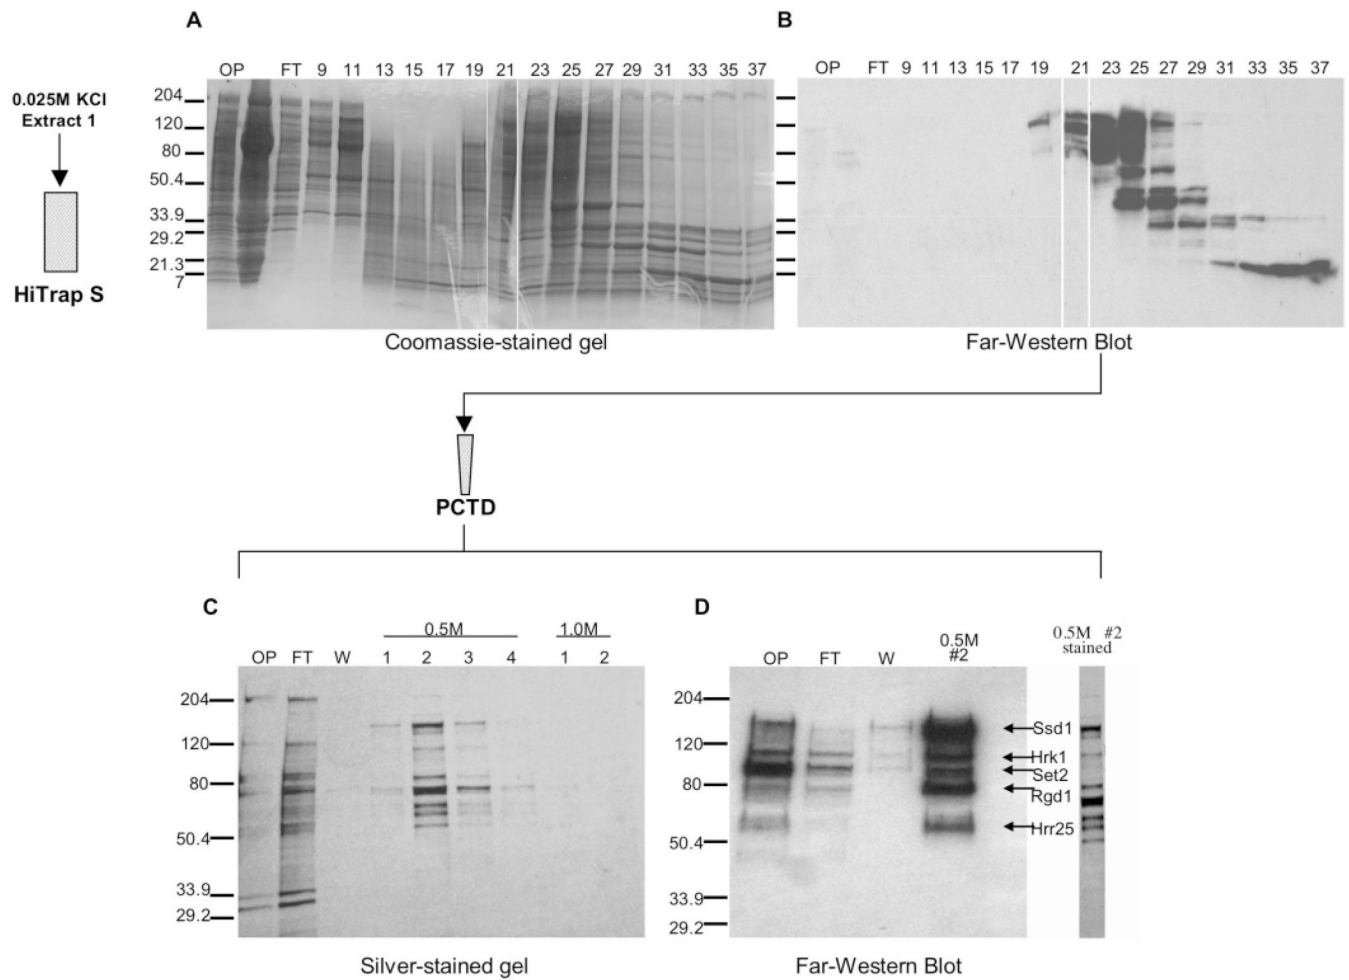 A
B
OP FT 9 11 13 15 17 19 21 23 25 27 29 31 33 35 37
OP FT 9 11 13 15 17 19 21 23 25 27 29 31 33 35 37
0.025M KCl
Extract 1
HiTrap S
204
120
80
50.4
33.9
29.2
21.3
7
Coomassie-stained gel
Far-Western Blot
PCTD
C
D
0.5M
1.0M
OP FT W 1 2 3 4 1 2
204
120
80
50.4
33.9
29.2
Silver-stained gel
0.5M
OP FT W #2
0.5M #2
stained
204
120
80
50.4
33.9
29.2
Ssd1
Hrk1
Set2
Rgd1
Hrr25
Far-Western Blot